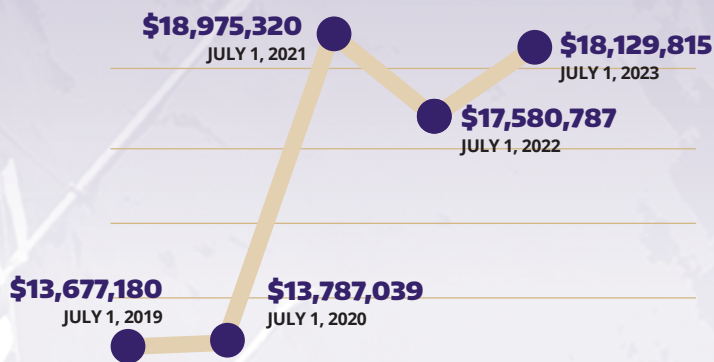 $18,975,320
JULY 1, 2021
$18,129,815
JULY 1, 2023
$17,580,787
JULY 1, 2022
$13,677,180
JULY 1, 2019
$13,787,039
JULY 1, 2020